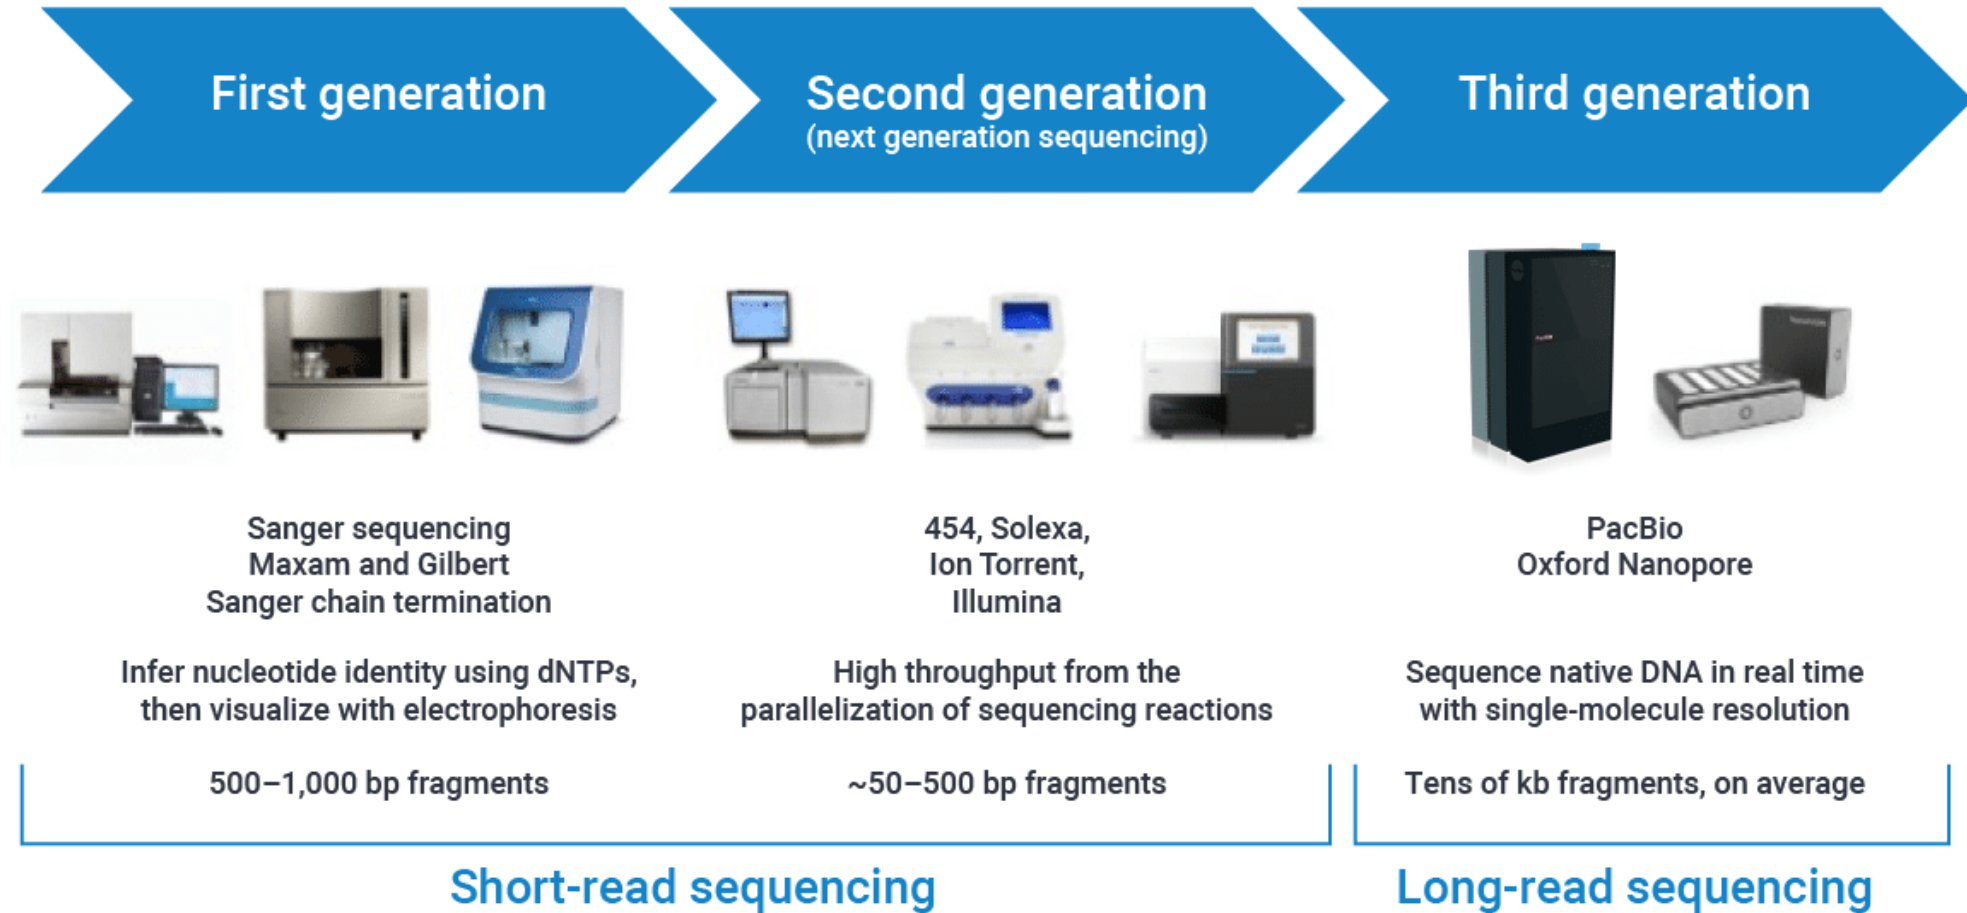 First generation
Second generation
(next generation sequencing)
Third generation
Sanger sequencing
Maxam and Gilbert
Sanger chain termination
454, Solexa,
Ion Torrent,
Illumina
PacBio
Oxford Nanopore
Infer nucleotide identity using dNTPs,
then visualize with electrophoresis
High throughput from the
parallelization of sequencing reactions
Sequence native DNA in real time
with single-molecule resolution
500–1,000 bp fragments
~50–500 bp fragments
Tens of kb fragments, on average
Short-read sequencing
Long-read sequencing